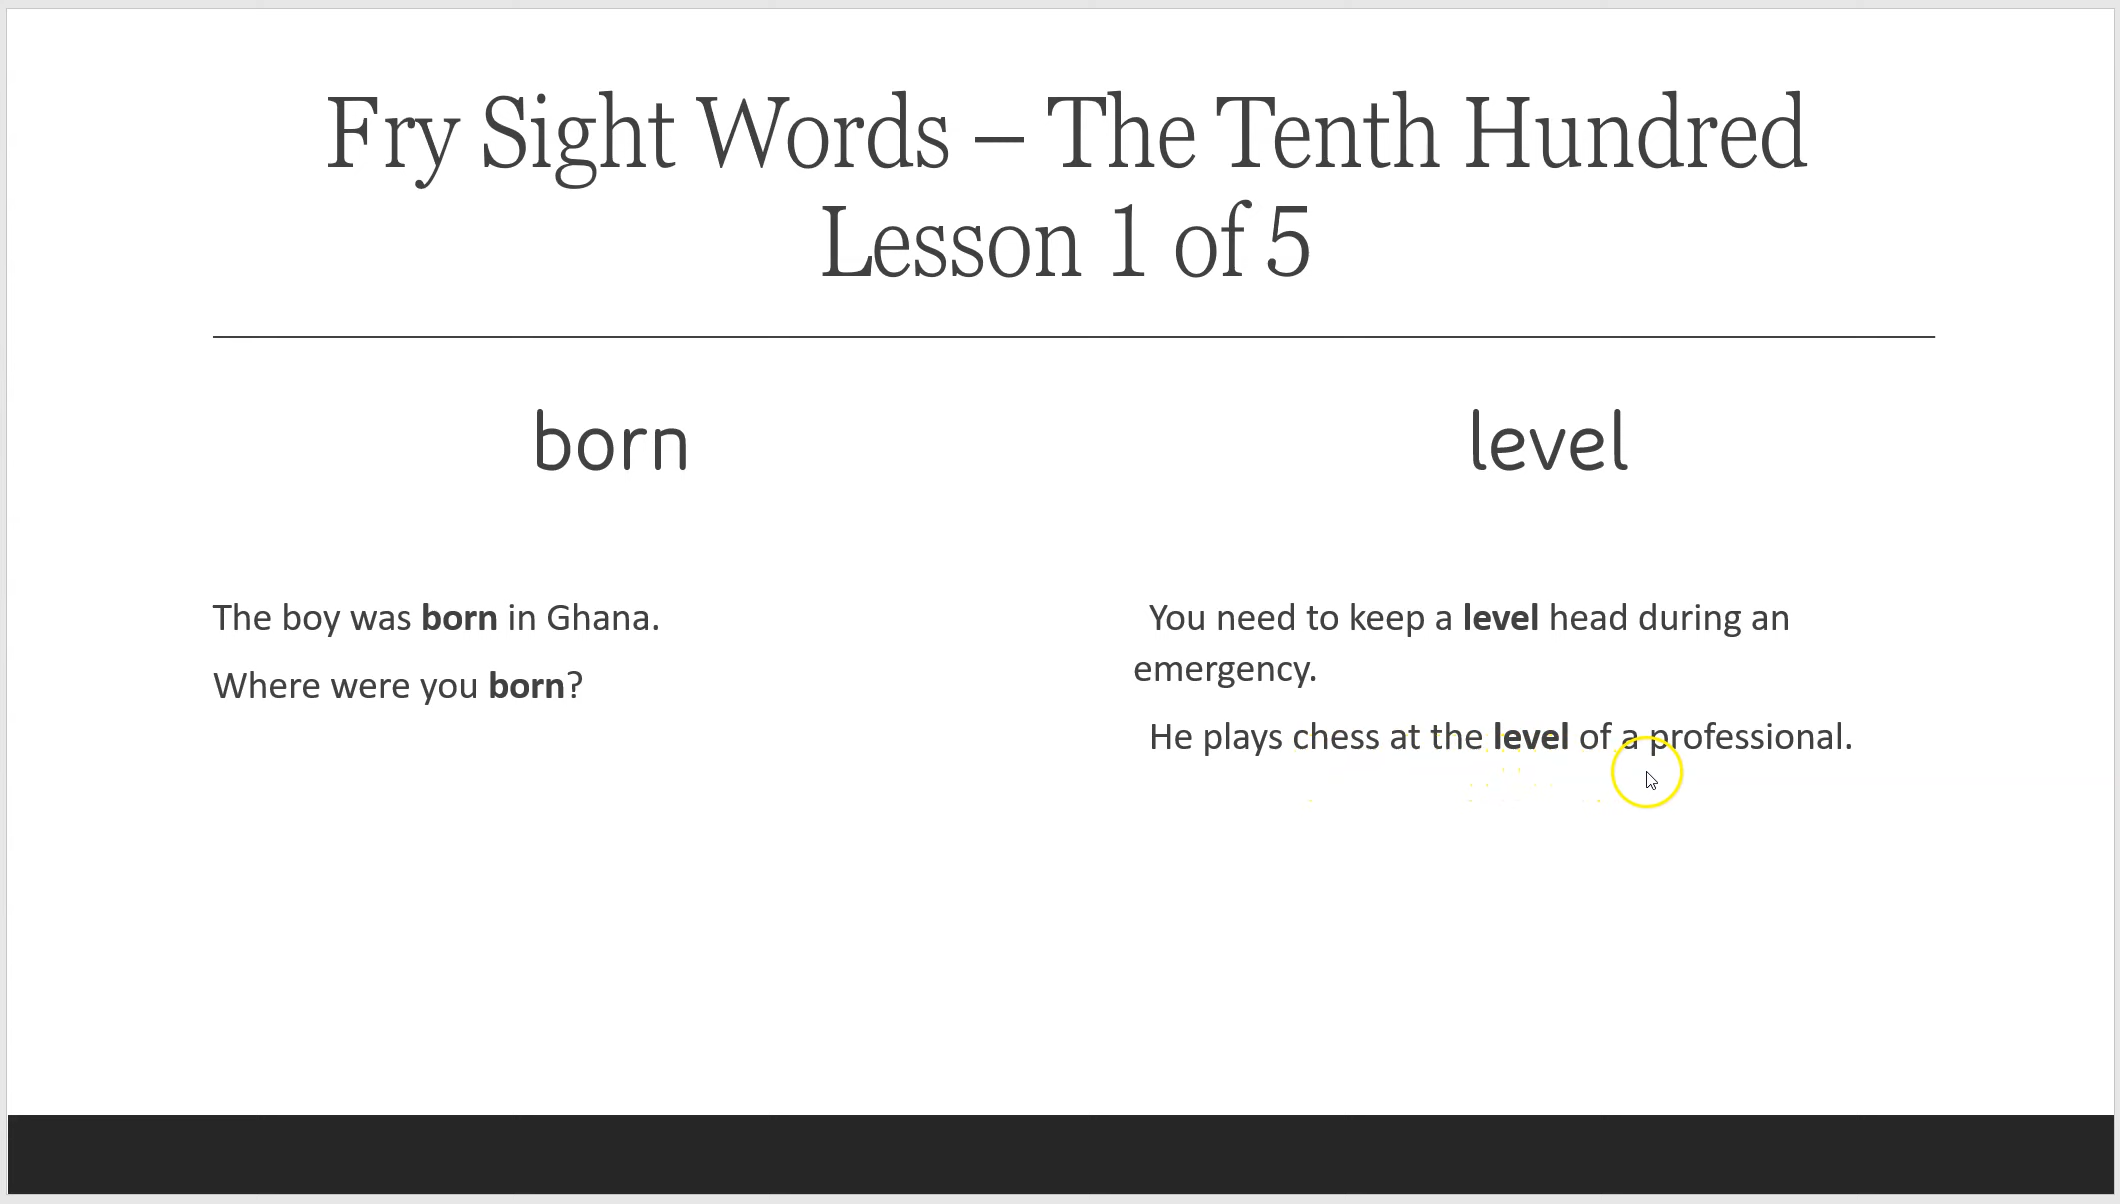 Fry Sight Words – The Tenth Hundred
Lesson 1 of 5
born
The boy was born in Ghana.
Where were you born?
level
You need to keep a level head during an
emergency.
He plays chess at the level of a professional.